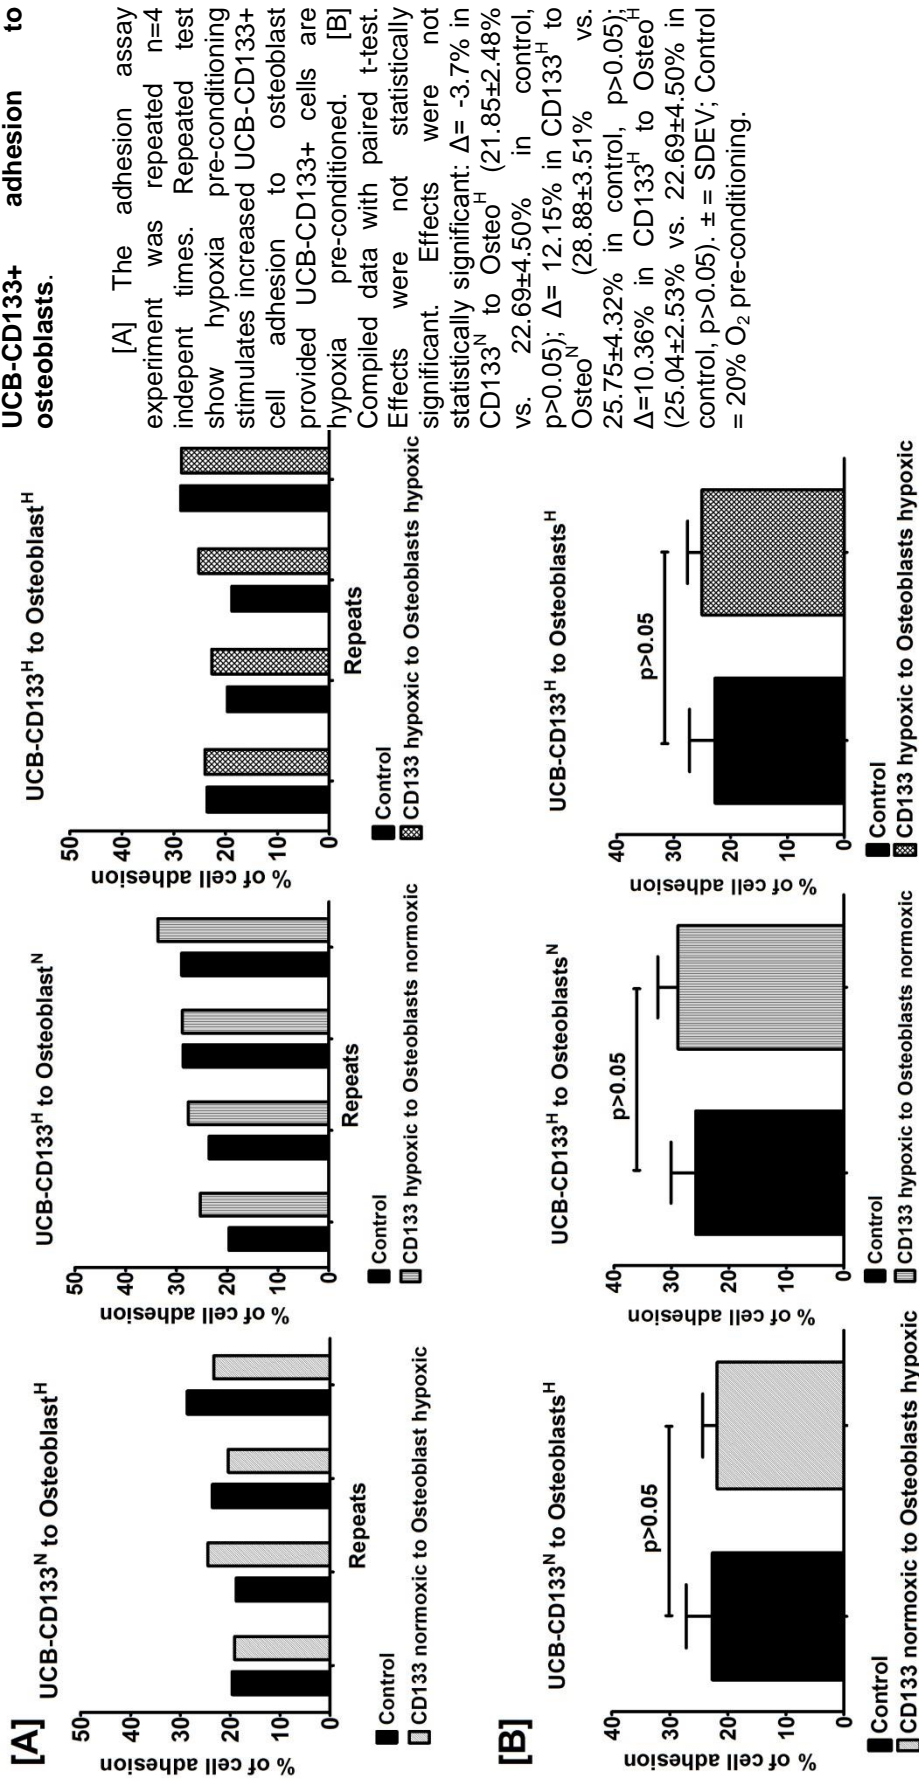 UCB-CD133+ adhesion to
osteoblasts.
[A] The adhesion assay
experiment was repeated n=4
indepent times. Repeated test
show hypoxia pre-conditioning
stimulates increased UCB-CD133+
cell adhesion to osteoblast
provided UCB-CD133+ cells are
hypoxia pre-conditioned. [B]
Compiled data with paired t-test.
Effects were not statistically
significant. Effects were not
statistically significant: Δ= -3.7% in
CD133ᴺ to Osteoᴴ (21.85±2.48%
vs. 22.69±4.50% in control,
p>0.05); Δ= 12.15% in CD133ᴴ to
Osteoᴺ (28.88±3.51% vs.
25.75±4.32% in control, p>0.05);
Δ=10.36% in CD133ᴴ to Osteoᴴ
(25.04±2.53% vs. 22.69±4.50% in
control, p>0.05). ± = SDEV; Control
= 20% O₂ pre-conditioning.
[A]
UCB-CD133ᴺ to Osteoblastᴴ
50
40
30
20
10
0
% of cell adhesion
Repeats
Control
CD133 normoxic to Osteoblast hypoxic
UCB-CD133ᴴ to Osteoblastᴺ
50
40
30
20
10
0
% of cell adhesion
Repeats
Control
CD133 hypoxic to Osteoblasts normoxic
UCB-CD133ᴴ to Osteoblastᴴ
50
40
30
20
10
0
% of cell adhesion
Repeats
Control
CD133 hypoxic to Osteoblasts hypoxic
[B]
UCB-CD133ᴺ to Osteoblastsᴴ
40
30
20
10
0
% of cell adhesion
p>0.05
Control
CD133 normoxic to Osteoblasts hypoxic
UCB-CD133ᴴ to Osteoblastsᴺ
40
30
20
10
0
% of cell adhesion
p>0.05
Control
CD133 hypoxic to Osteoblasts normoxic
UCB-CD133ᴴ to Osteoblastsᴴ
40
30
20
10
0
% of cell adhesion
p>0.05
Control
CD133 hypoxic to Osteoblasts hypoxic